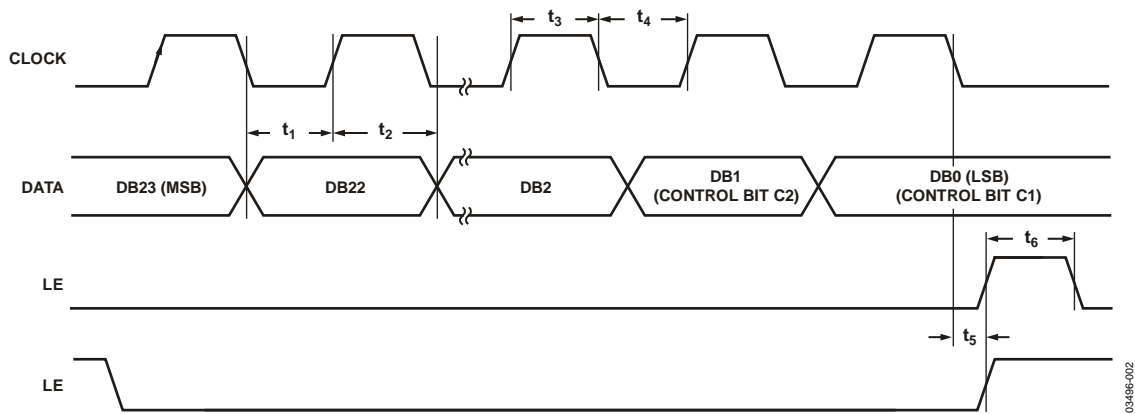 t3
t4
CLOCK
t1
t2
DATA
DB23 (MSB)
DB22
DB2
DB1
(CONTROL BIT C2)
DB0 (LSB)
(CONTROL BIT C1)
t6
LE
t5
LE
03496-002